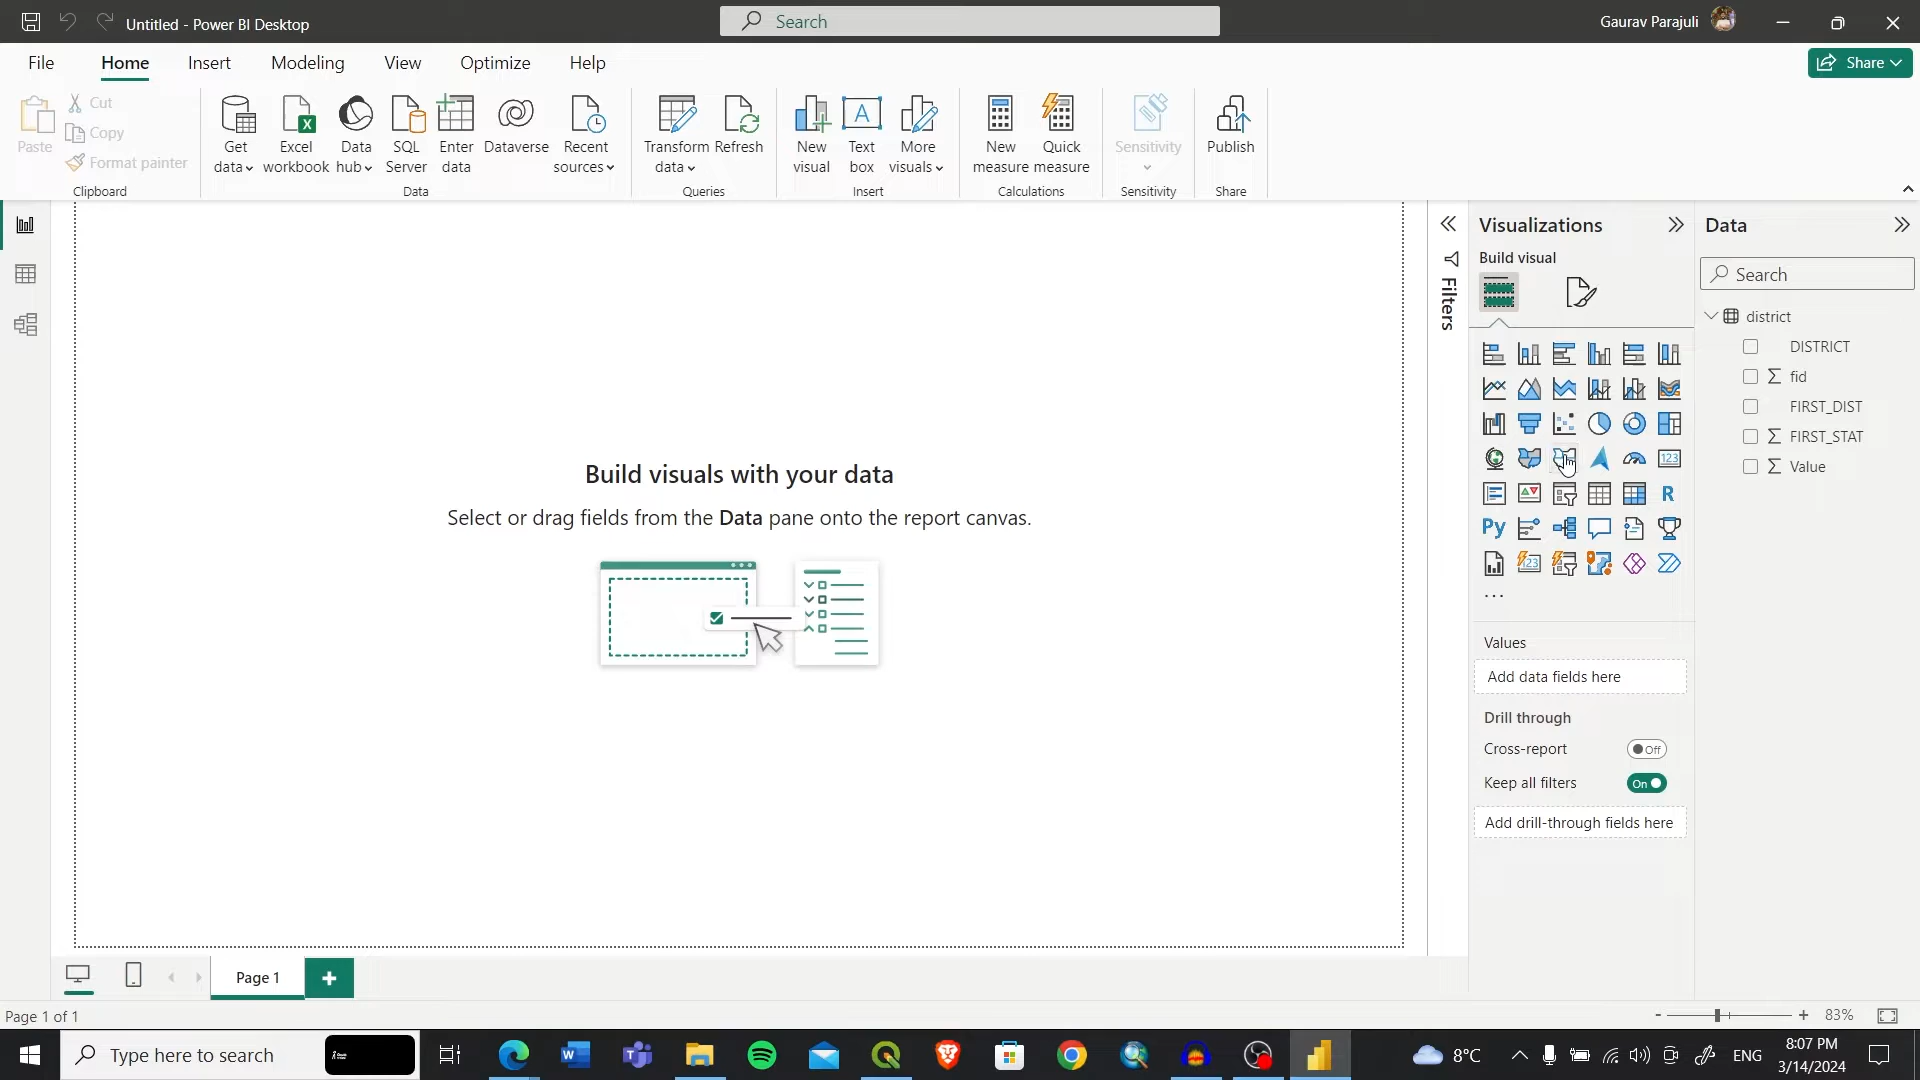 Untitled - Power BI Desktop
Search
Gaurav Parajuli
File Home Insert Modeling View Optimize Help
Share
Paste
Cut
Copy
Format painter
Clipboard
Get data
Excel workbook
Data hub
SQL Server
Enter data
Dataverse
Recent sources
Data
Transform data
Refresh
Queries
New visual
Text box
More visuals
Insert
New measure
Quick measure
Calculations
Sensitivity
Sensitivity
Publish
Share
Build visuals with your data
Select or drag fields from the Data pane onto the report canvas.
Filters
Visualizations
Build visual
123
R
Py
123
...
Values
Add data fields here
Drill through
Cross-report
Off
Keep all filters
On
Add drill-through fields here
Data
Search
district
DISTRICT
Σ fid
FIRST_DIST
Σ FIRST_STAT
Σ Value
Page 1
Page 1 of 1
- + 83%
Type here to search
8°C
ENG
8:07 PM
3/14/2024